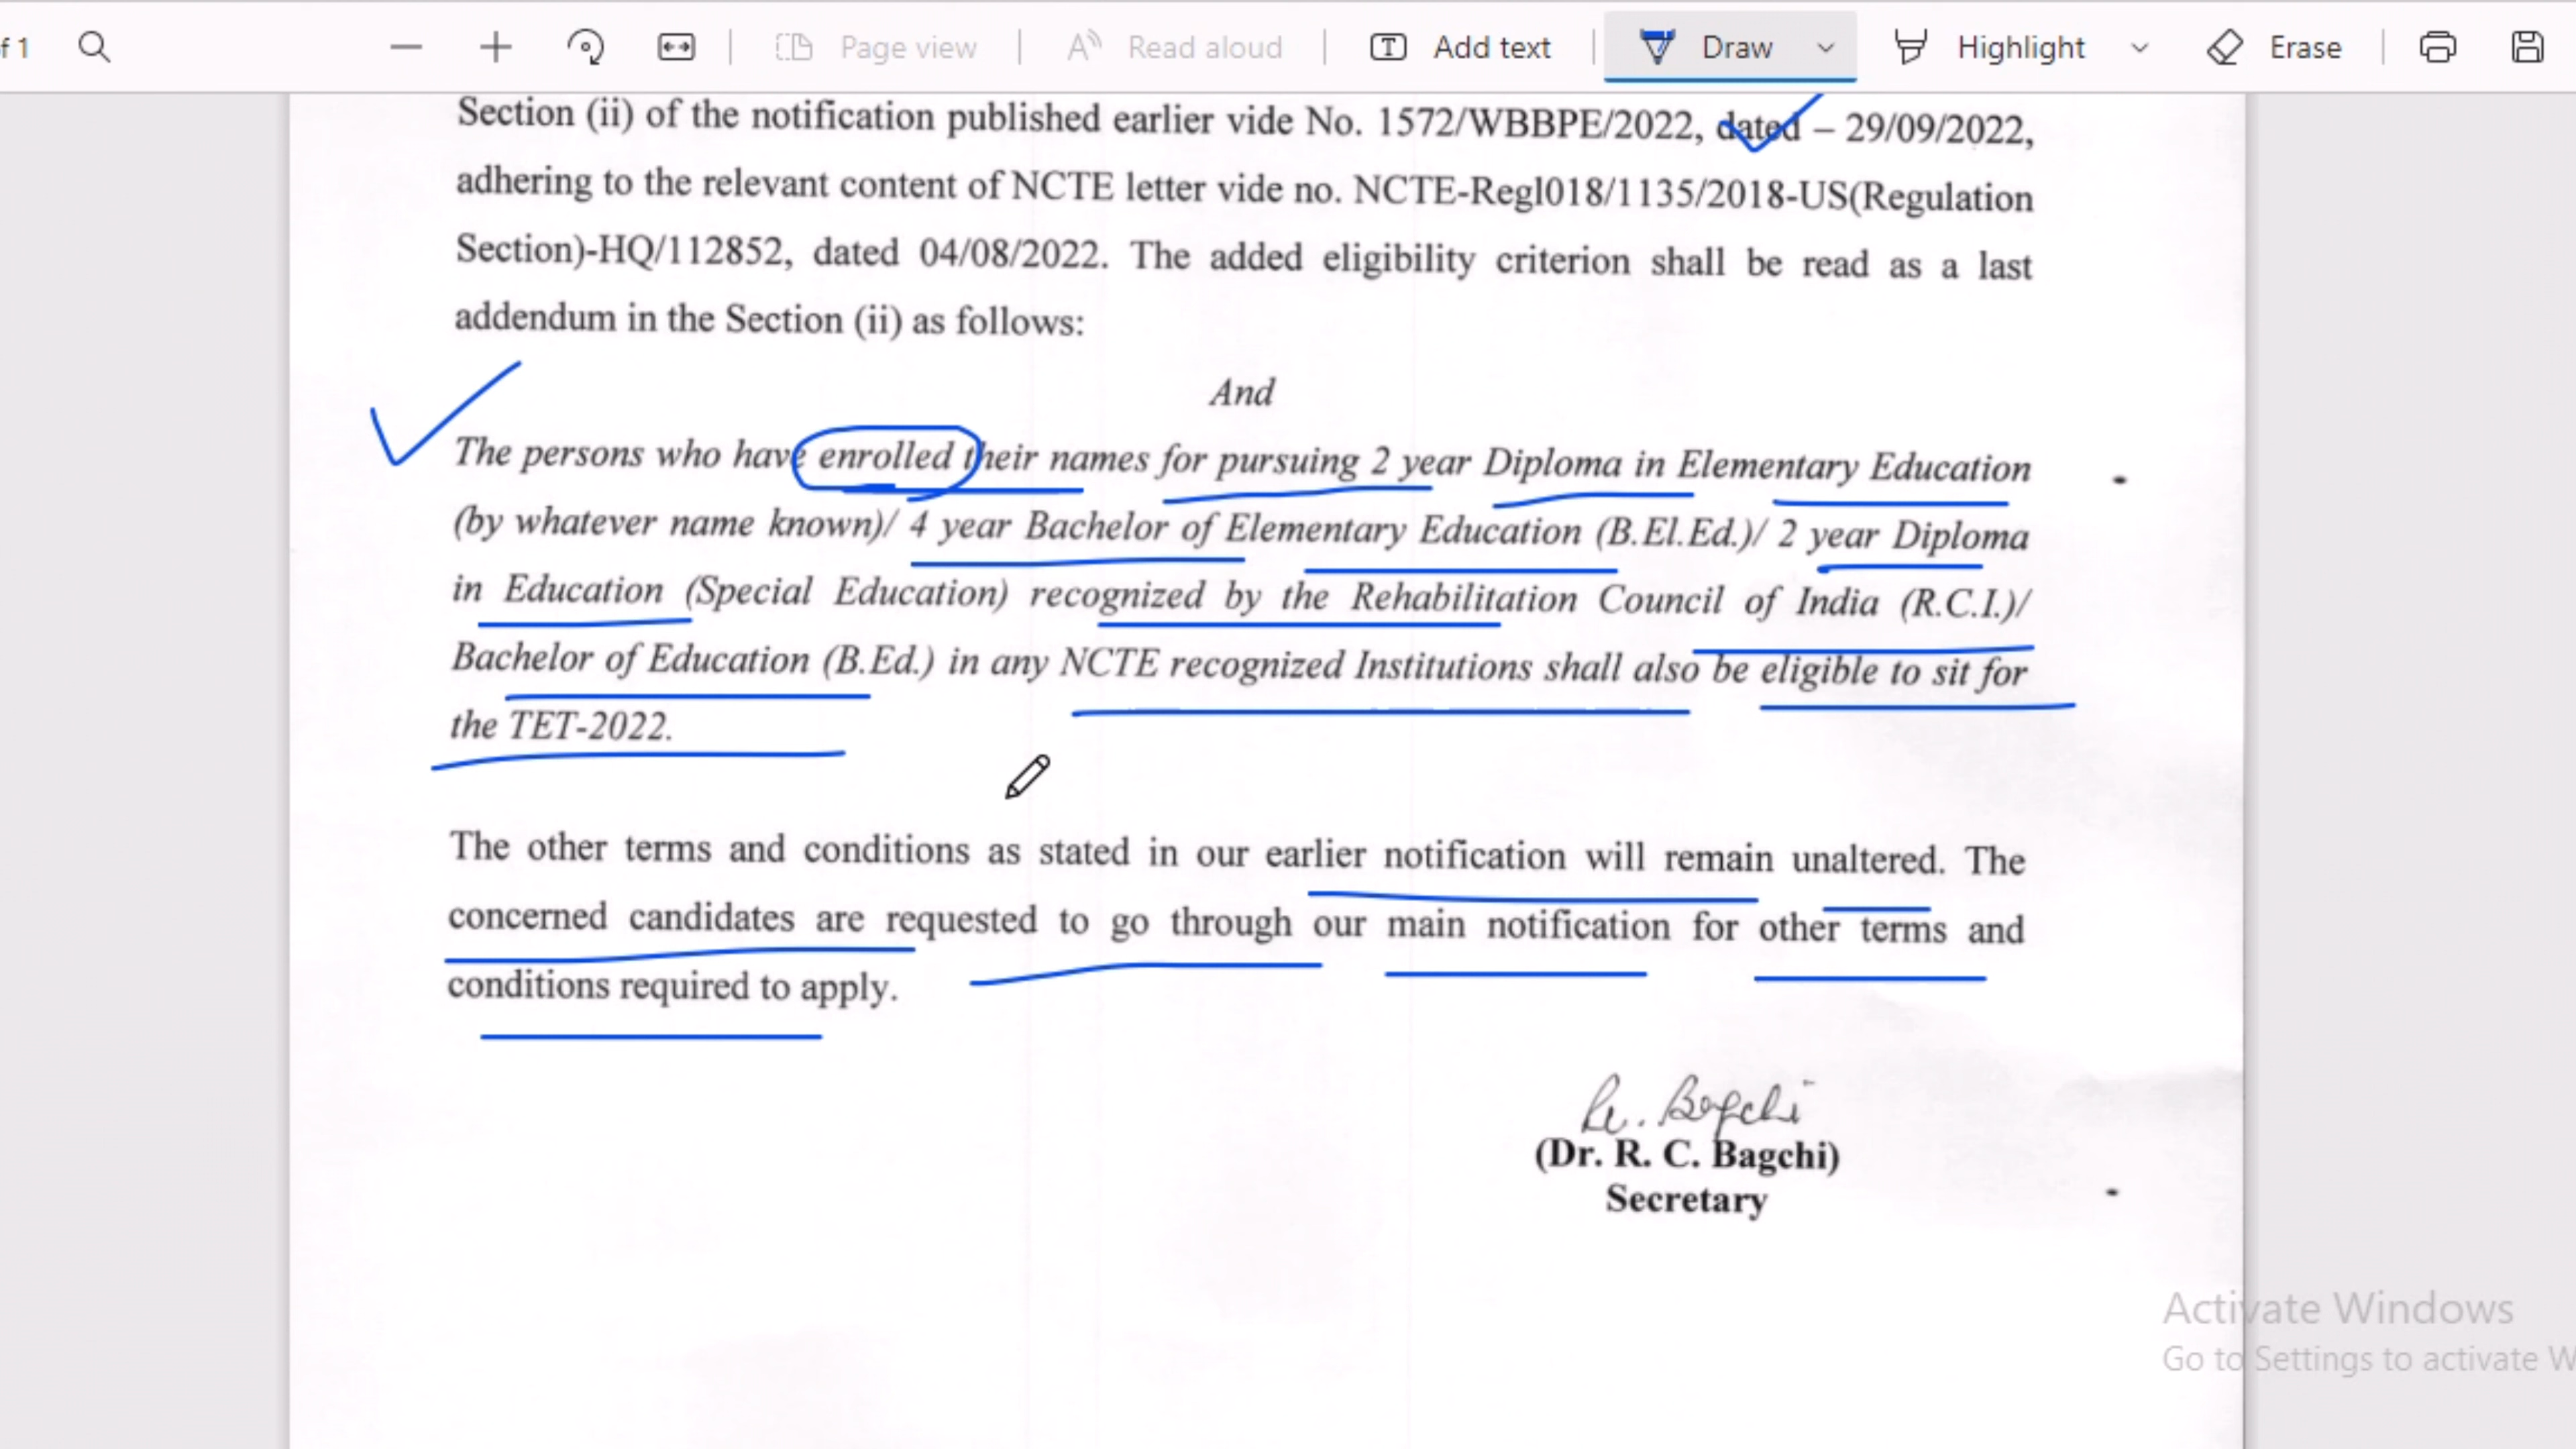 f 1 Page view Read aloud Add text Draw Highlight Erase
Section (ii) of the notification published earlier vide No. 1572/WBBPE/2022, dated – 29/09/2022,
adhering to the relevant content of NCTE letter vide no. NCTE-Regl018/1135/2018-US(Regulation
Section)-HQ/112852, dated 04/08/2022. The added eligibility criterion shall be read as a last
addendum in the Section (ii) as follows:
And
The persons who have enrolled their names for pursuing 2 year Diploma in Elementary Education
(by whatever name known)/ 4 year Bachelor of Elementary Education (B.El.Ed.)/ 2 year Diploma
in Education (Special Education) recognized by the Rehabilitation Council of India (R.C.I.)/
Bachelor of Education (B.Ed.) in any NCTE recognized Institutions shall also be eligible to sit for
the TET-2022.
The other terms and conditions as stated in our earlier notification will remain unaltered. The
concerned candidates are requested to go through our main notification for other terms and
conditions required to apply.
R. Bagchi
(Dr. R. C. Bagchi)
Secretary
Activate Windows
Go to Settings to activate W